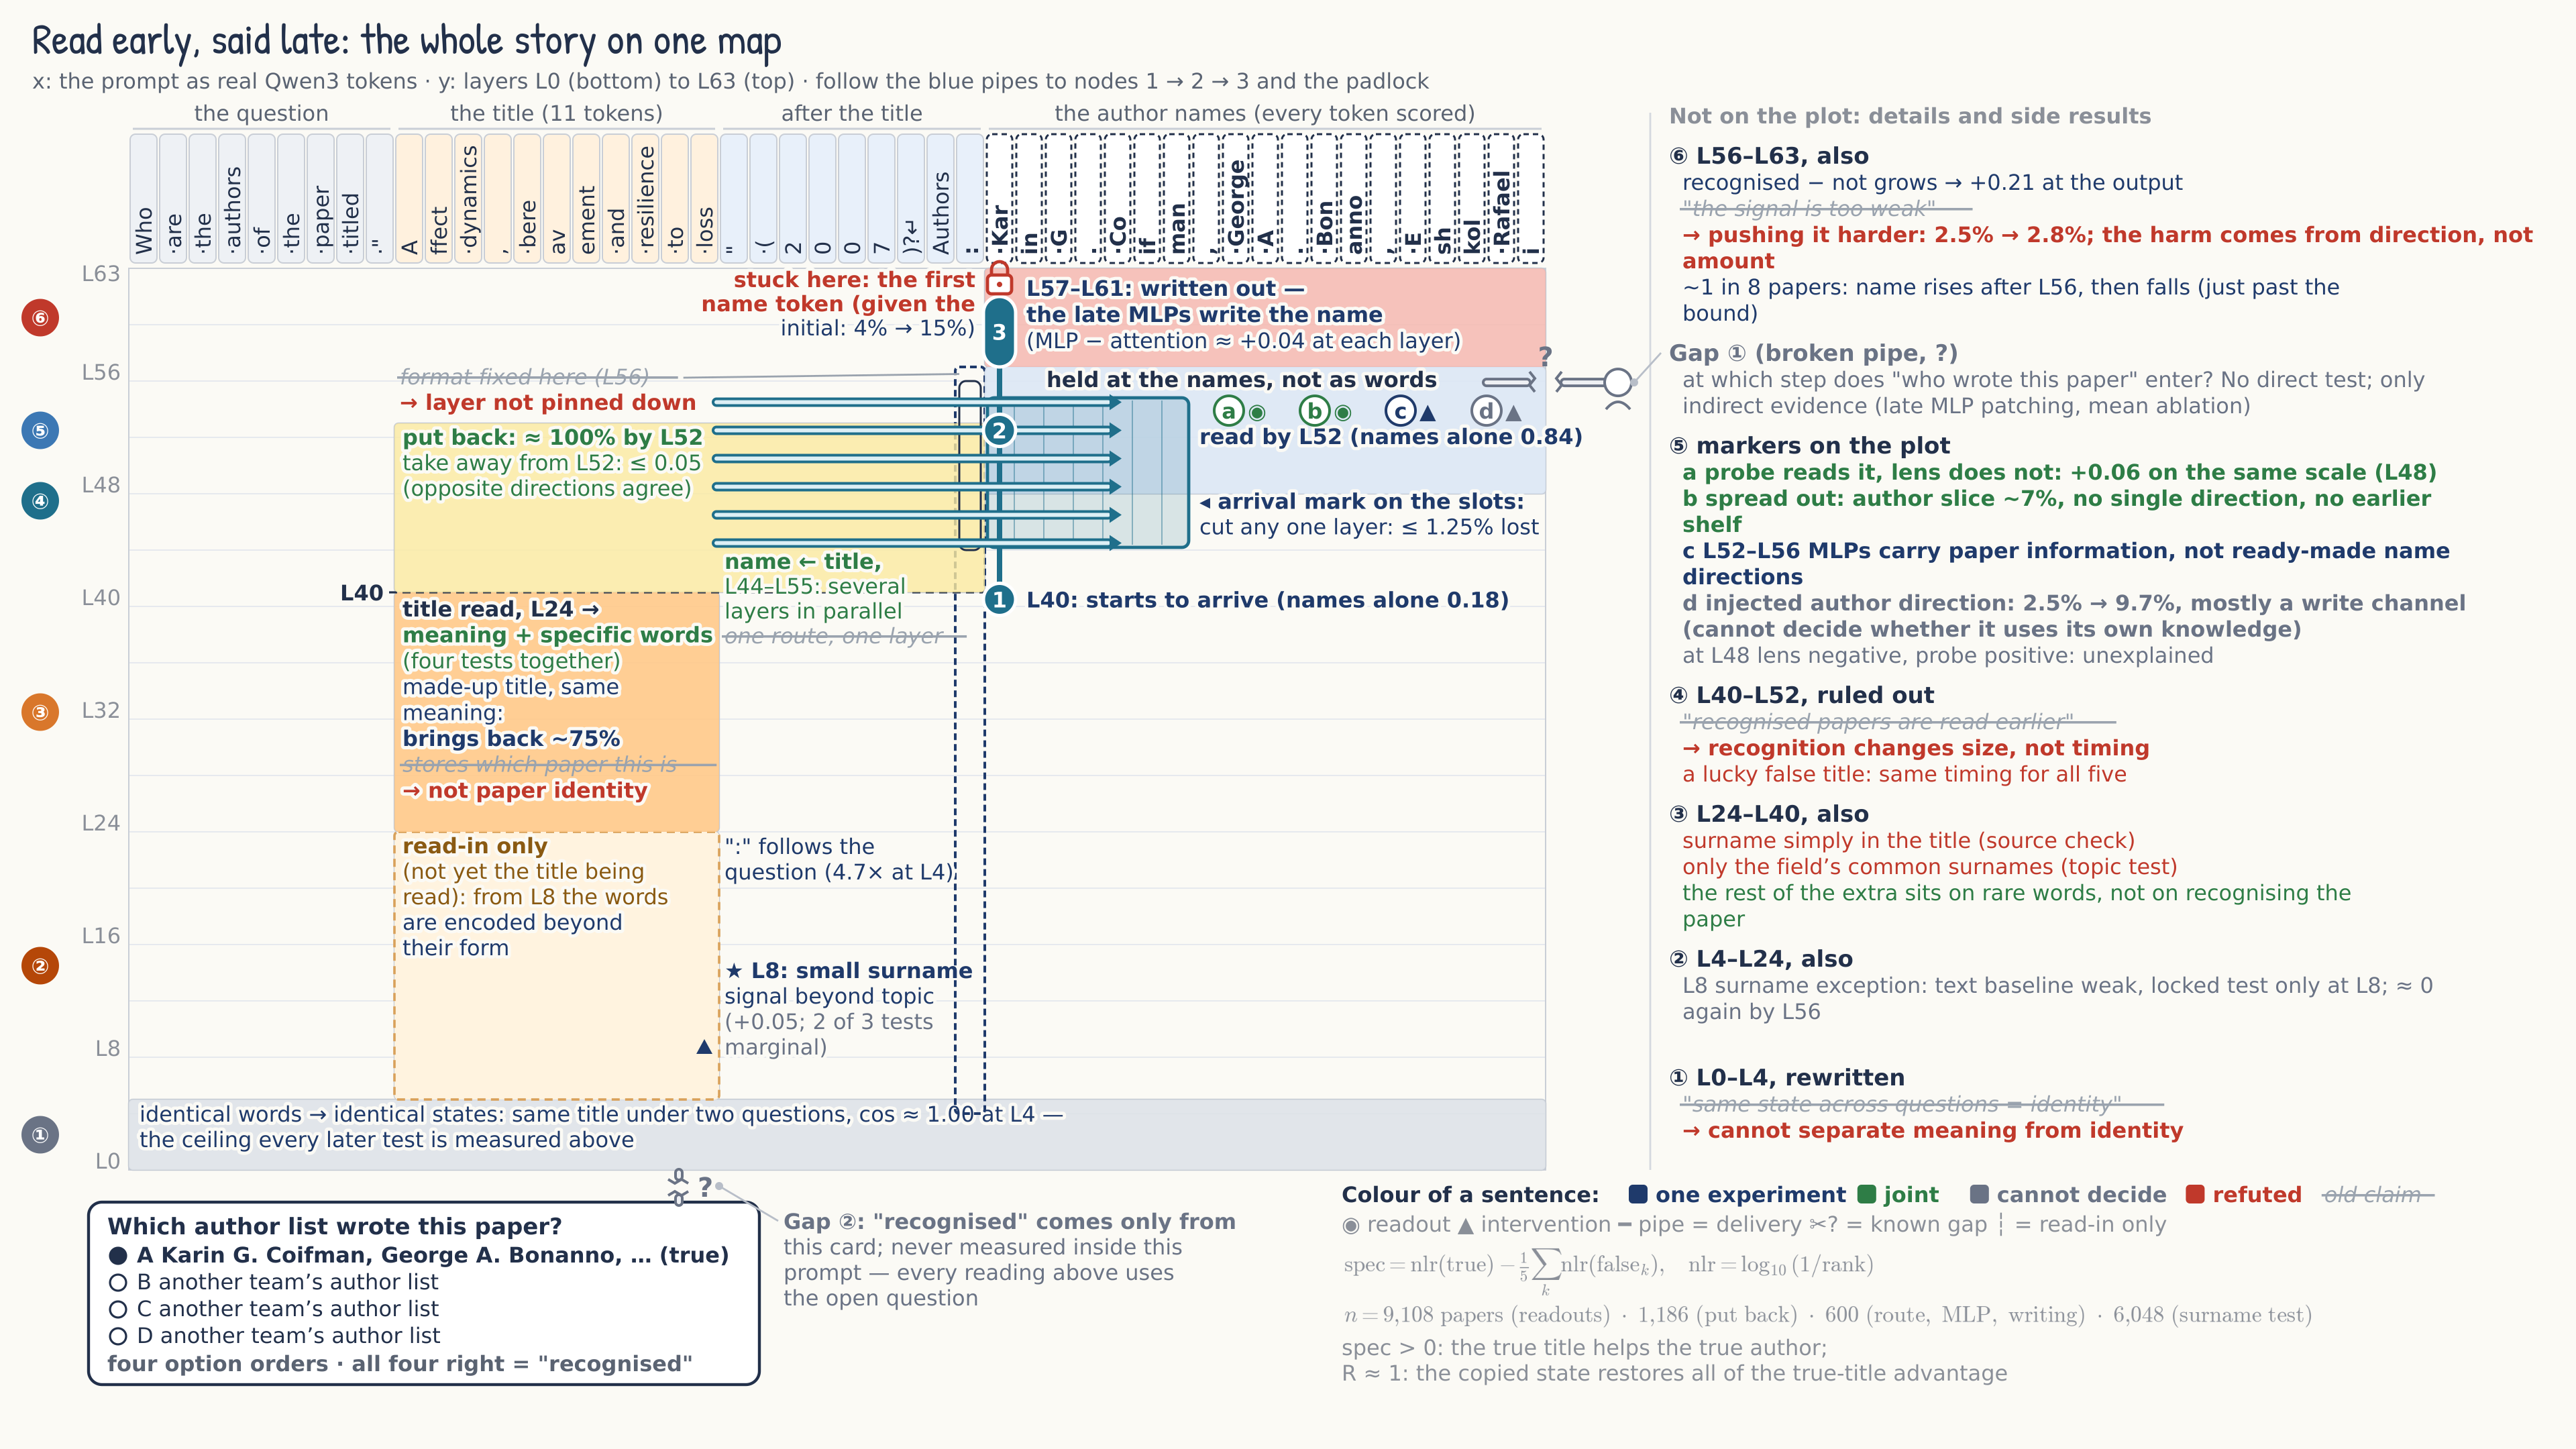 Read early, said late: the whole story on one map
x: the prompt as real Qwen3 tokens · y: layers L0 (bottom) to L63 (top) · follow the blue pipes to nodes 1 → 2 → 3 and the padlock
the question
the title (11 tokens)
after the title
the author names (every token scored)
Who
·are
·the
·authors
·of
·the
·paper
·titled
·"
A
ffect
·dynamics
,
·bere
av
ement
·and
·resilience
·to
·loss
"
·(
2
0
0
7
)?↵
Authors
:
·Kar
in
·G
.
·Co
if
man
,
·George
·A
.
·Bon
anno
,
·E
sh
kol
·Rafael
i
L63
L56
L48
L40
L32
L24
L16
L8
L0
⑥
⑤
④
③
②
①
stuck here: the first
name token (given the
initial: 4% → 15%)
3
L57–L61: written out —
the late MLPs write the name
(MLP − attention ≈ +0.04 at each layer)
?
format fixed here (L56)
→ layer not pinned down
held at the names, not as words
a ◉ b ◉ c ▲ d ▲
2
read by L52 (names alone 0.84)
put back: ≈ 100% by L52
take away from L52: ≤ 0.05
(opposite directions agree)
◂ arrival mark on the slots:
cut any one layer: ≤ 1.25% lost
name ← title,
L44–L55: several
layers in parallel
one route, one layer
L40
1
L40: starts to arrive (names alone 0.18)
title read, L24 →
meaning + specific words
(four tests together)
made-up title, same
meaning:
brings back ~75%
stores which paper this is
→ not paper identity
read-in only
(not yet the title being
read): from L8 the words
are encoded beyond
their form
":" follows the
question (4.7× at L4)
★ L8: small surname
signal beyond topic
(+0.05; 2 of 3 tests
marginal)
▲
identical words → identical states: same title under two questions, cos ≈ 1.00 at L4 —
the ceiling every later test is measured above
Not on the plot: details and side results
⑥ L56–L63, also
recognised − not grows → +0.21 at the output
"the signal is too weak"
→ pushing it harder: 2.5% → 2.8%; the harm comes from direction, not
amount
~1 in 8 papers: name rises after L56, then falls (just past the
bound)
Gap ① (broken pipe, ?)
at which step does "who wrote this paper" enter? No direct test; only
indirect evidence (late MLP patching, mean ablation)
⑤ markers on the plot
a probe reads it, lens does not: +0.06 on the same scale (L48)
b spread out: author slice ~7%, no single direction, no earlier
shelf
c L52–L56 MLPs carry paper information, not ready-made name
directions
d injected author direction: 2.5% → 9.7%, mostly a write channel
(cannot decide whether it uses its own knowledge)
at L48 lens negative, probe positive: unexplained
④ L40–L52, ruled out
"recognised papers are read earlier"
→ recognition changes size, not timing
a lucky false title: same timing for all five
③ L24–L40, also
surname simply in the title (source check)
only the field’s common surnames (topic test)
the rest of the extra sits on rare words, not on recognising the
paper
② L4–L24, also
L8 surname exception: text baseline weak, locked test only at L8; ≈ 0
again by L56
① L0–L4, rewritten
"same state across questions = identity"
→ cannot separate meaning from identity
?
Which author list wrote this paper?
● A Karin G. Coifman, George A. Bonanno, … (true)
○ B another team’s author list
○ C another team’s author list
○ D another team’s author list
four option orders · all four right = "recognised"
Gap ②: "recognised" comes only from
this card; never measured inside this
prompt — every reading above uses
the open question
Colour of a sentence: ■ one experiment ■ joint ■ cannot decide ■ refuted old claim
◉ readout ▲ intervention ━ pipe = delivery ✂? = known gap ┆ = read-in only
spec = nlr(true) − 1/5 ∑_k nlr(false_k), nlr = log₁₀ (1/rank)
n = 9,108 papers (readouts) · 1,186 (put back) · 600 (route, MLP, writing) · 6,048 (surname test)
spec > 0: the true title helps the true author;
R ≈ 1: the copied state restores all of the true-title advantage